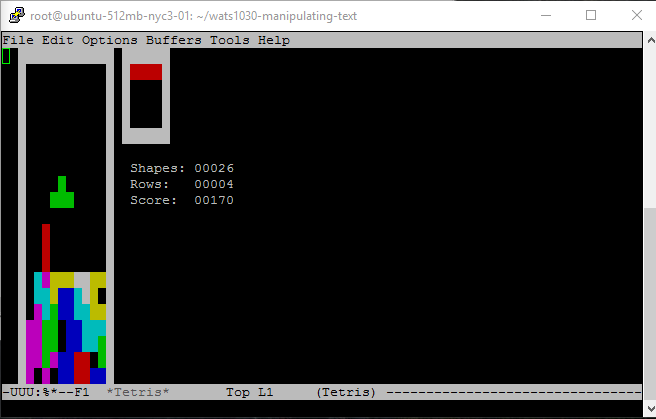 root@ubuntu-512mb-nyc3-01: ~/wats1030-manipulating-text
File Edit Options Buffers Tools Help
Shapes: 00026
Rows:   00004
Score:  00170
-UUU:%*--F1  *Tetris*       Top L1     (Tetris) --------------------------------